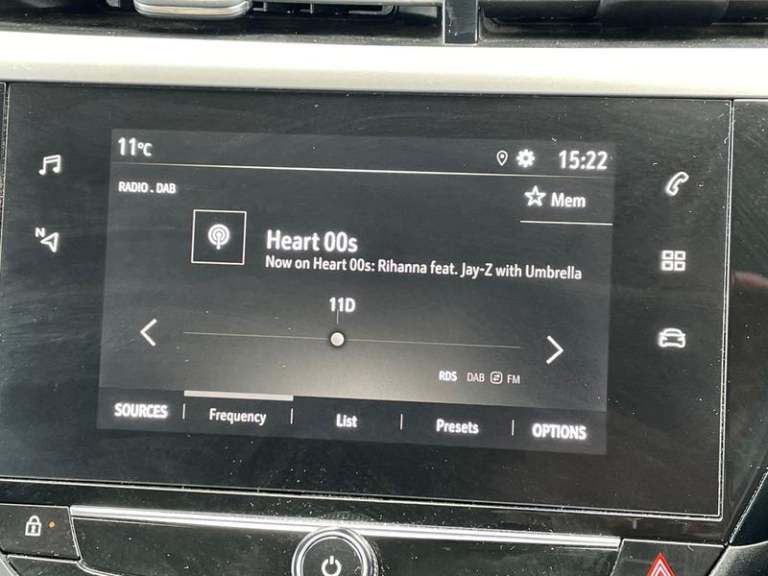 11°C 15:22
RADIO . DAB
Mem
Heart 00s
Now on Heart 00s: Rihanna feat. Jay-Z with Umbrella
11D
RDS DAB FM
SOURCES Frequency List Presets OPTIONS
N